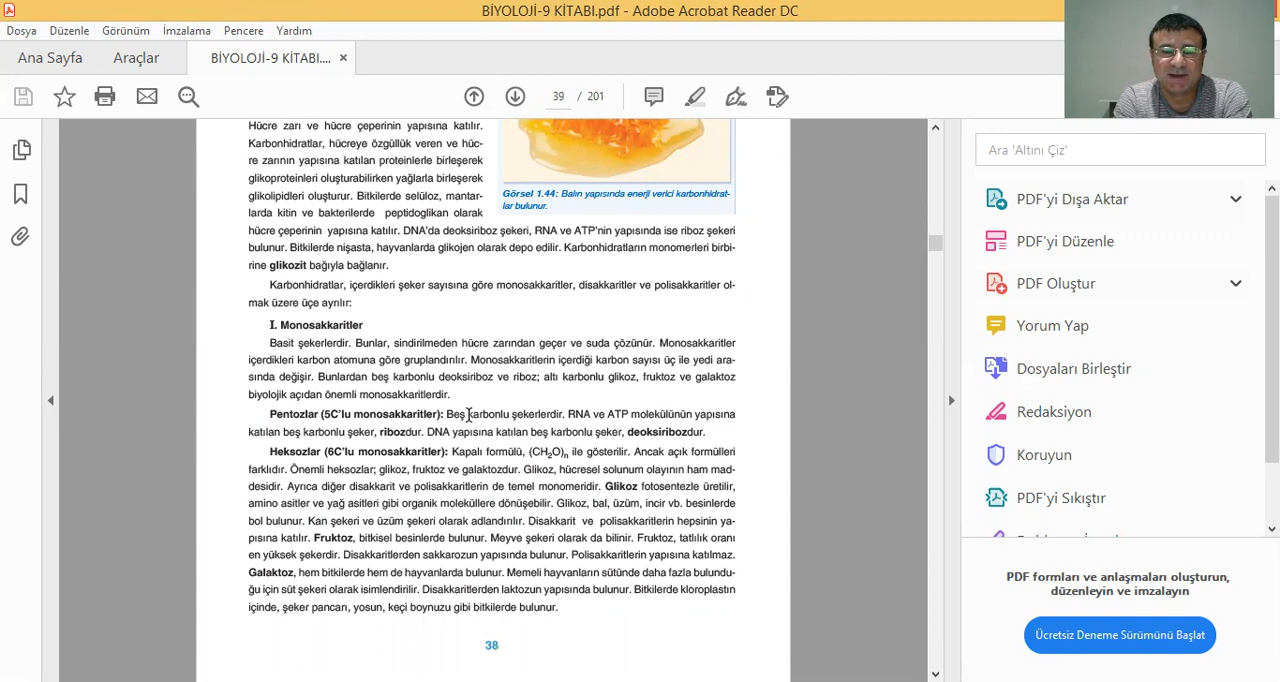 BİYOLOJİ-9 KİTABI.pdf - Adobe Acrobat Reader DC
Dosya Düzenle Görünüm İmzalama Pencere Yardım
Ana Sayfa Araçlar BİYOLOJİ-9 KİTABI.... ×
39 / 201
Hücre zarı ve hücre çeperinin yapısına katılır.
Karbonhidratlar, hücreye özgüllük veren ve hüc-
re zarının yapısına katılan proteinlerle birleşerek
glikoproteinleri oluşturabilirken yağlarla birleşerek
glikolipidleri oluşturur. Bitkilerde selüloz, mantar-
larda kitin ve bakterilerde peptidoglikan olarak
Görsel 1.44: Balın yapısında enerji verici karbonhidrat-
lar bulunur.
hücre çeperinin yapısına katılır. DNA'da deoksiriboz şekeri, RNA ve ATP'nin yapısında ise riboz şekeri
bulunur. Bitkilerde nişasta, hayvanlarda glikojen olarak depo edilir. Karbonhidratların monomerleri birbi-
rine glikozit bağıyla bağlanır.
Karbonhidratlar, içerdikleri şeker sayısına göre monosakkaritler, disakkaritler ve polisakkaritler ol-
mak üzere üçe ayrılır:
I. Monosakkaritler
Basit şekerlerdir. Bunlar, sindirilmeden hücre zarından geçer ve suda çözünür. Monosakkaritler
içerdikleri karbon atomuna göre gruplandırılır. Monosakkaritlerin içerdiği karbon sayısı üç ile yedi ara-
sında değişir. Bunlardan beş karbonlu deoksiriboz ve riboz; altı karbonlu glikoz, fruktoz ve galaktoz
biyolojik açıdan önemli monosakkaritlerdir.
Pentozlar (5C'lu monosakkaritler): Beş karbonlu şekerlerdir. RNA ve ATP molekülünün yapısına
katılan beş karbonlu şeker, ribozdur. DNA yapısına katılan beş karbonlu şeker, deoksiribozdur.
Heksozlar (6C'lu monosakkaritler): Kapalı formülü, (CH₂O)ₙ ile gösterilir. Ancak açık formülleri
farklıdır. Önemli heksozlar; glikoz, fruktoz ve galaktozdur. Glikoz, hücresel solunum olayının ham mad-
desidir. Ayrıca diğer disakkarit ve polisakkaritlerin de temel monomeridir. Glikoz fotosentezle üretilir,
amino asitler ve yağ asitleri gibi organik moleküllere dönüşebilir. Glikoz, bal, üzüm, incir vb. besinlerde
bol bulunur. Kan şekeri ve üzüm şekeri olarak adlandırılır. Disakkarit ve polisakkaritlerin hepsinin ya-
pısına katılır. Fruktoz, bitkisel besinlerde bulunur. Meyve şekeri olarak da bilinir. Fruktoz, tatlılık oranı
en yüksek şekerdir. Disakkaritlerden sakkarozun yapısında bulunur. Polisakkaritlerin yapısına katılmaz.
Galaktoz, hem bitkilerde hem de hayvanlarda bulunur. Memeli hayvanların sütünde daha fazla bulundu-
ğu için süt şekeri olarak isimlendirilir. Disakkaritlerden laktozun yapısında bulunur. Bitkilerde kloroplastın
içinde, şeker pancarı, yosun, keçi boynuzu gibi bitkilerde bulunur.
38
Ara 'Altını Çiz'
PDF'yi Dışa Aktar
PDF'yi Düzenle
PDF Oluştur
Yorum Yap
Dosyaları Birleştir
Redaksiyon
Koruyun
PDF'yi Sıkıştır
PDF formları ve anlaşmaları oluşturun,
düzenleyin ve imzalayın
Ücretsiz Deneme Sürümünü Başlat